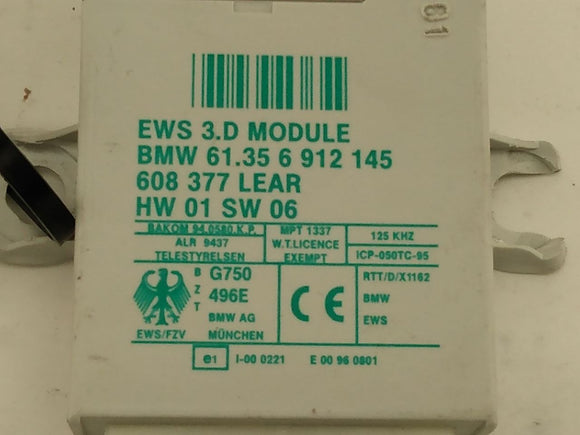 61
EWS 3.D MODULE
BMW 61.35 6 912 145
608 377 LEAR
HW 01 SW 06
BAKOM 94.0580.K.P.
ALR 9437
TELESTYRELSEN
MPT 1337
W.T.LICENCE
EXEMPT
125 KHZ
ICP-050TC-95
BZT
G750
496E
BMW AG
MÜNCHEN
EWS/FZV
CE
RTT/D/X1162
BMW
EWS
e1 I-00 0221 E 00 96 0801